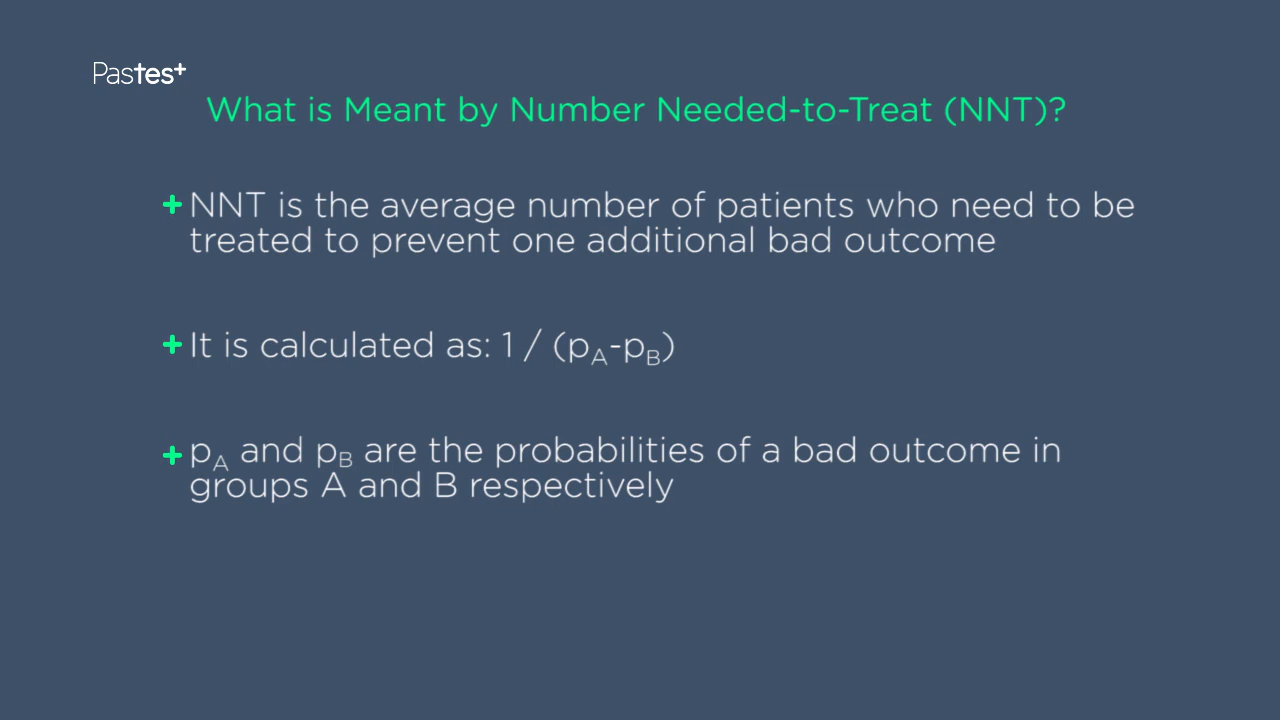 Pastes+
What is Meant by Number Needed-to-Treat (NNT)?
+ NNT is the average number of patients who need to be
treated to prevent one additional bad outcome
+ It is calculated as: 1 / (pA-pB)
+ pA and pB are the probabilities of a bad outcome in
groups A and B respectively